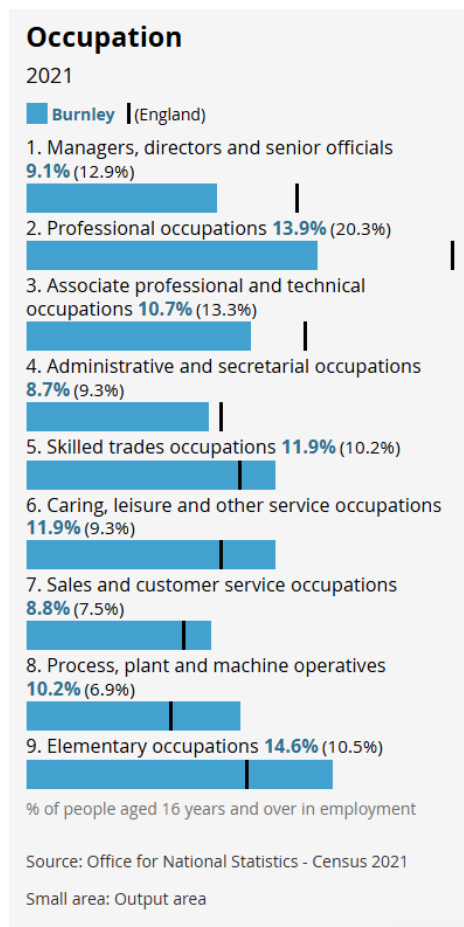 Occupation
2021
Burnley (England)
1. Managers, directors and senior officials
9.1% (12.9%)
2. Professional occupations 13.9% (20.3%)
3. Associate professional and technical
occupations 10.7% (13.3%)
4. Administrative and secretarial occupations
8.7% (9.3%)
5. Skilled trades occupations 11.9% (10.2%)
6. Caring, leisure and other service occupations
11.9% (9.3%)
7. Sales and customer service occupations
8.8% (7.5%)
8. Process, plant and machine operatives
10.2% (6.9%)
9. Elementary occupations 14.6% (10.5%)
% of people aged 16 years and over in employment
Source: Office for National Statistics - Census 2021
Small area: Output area